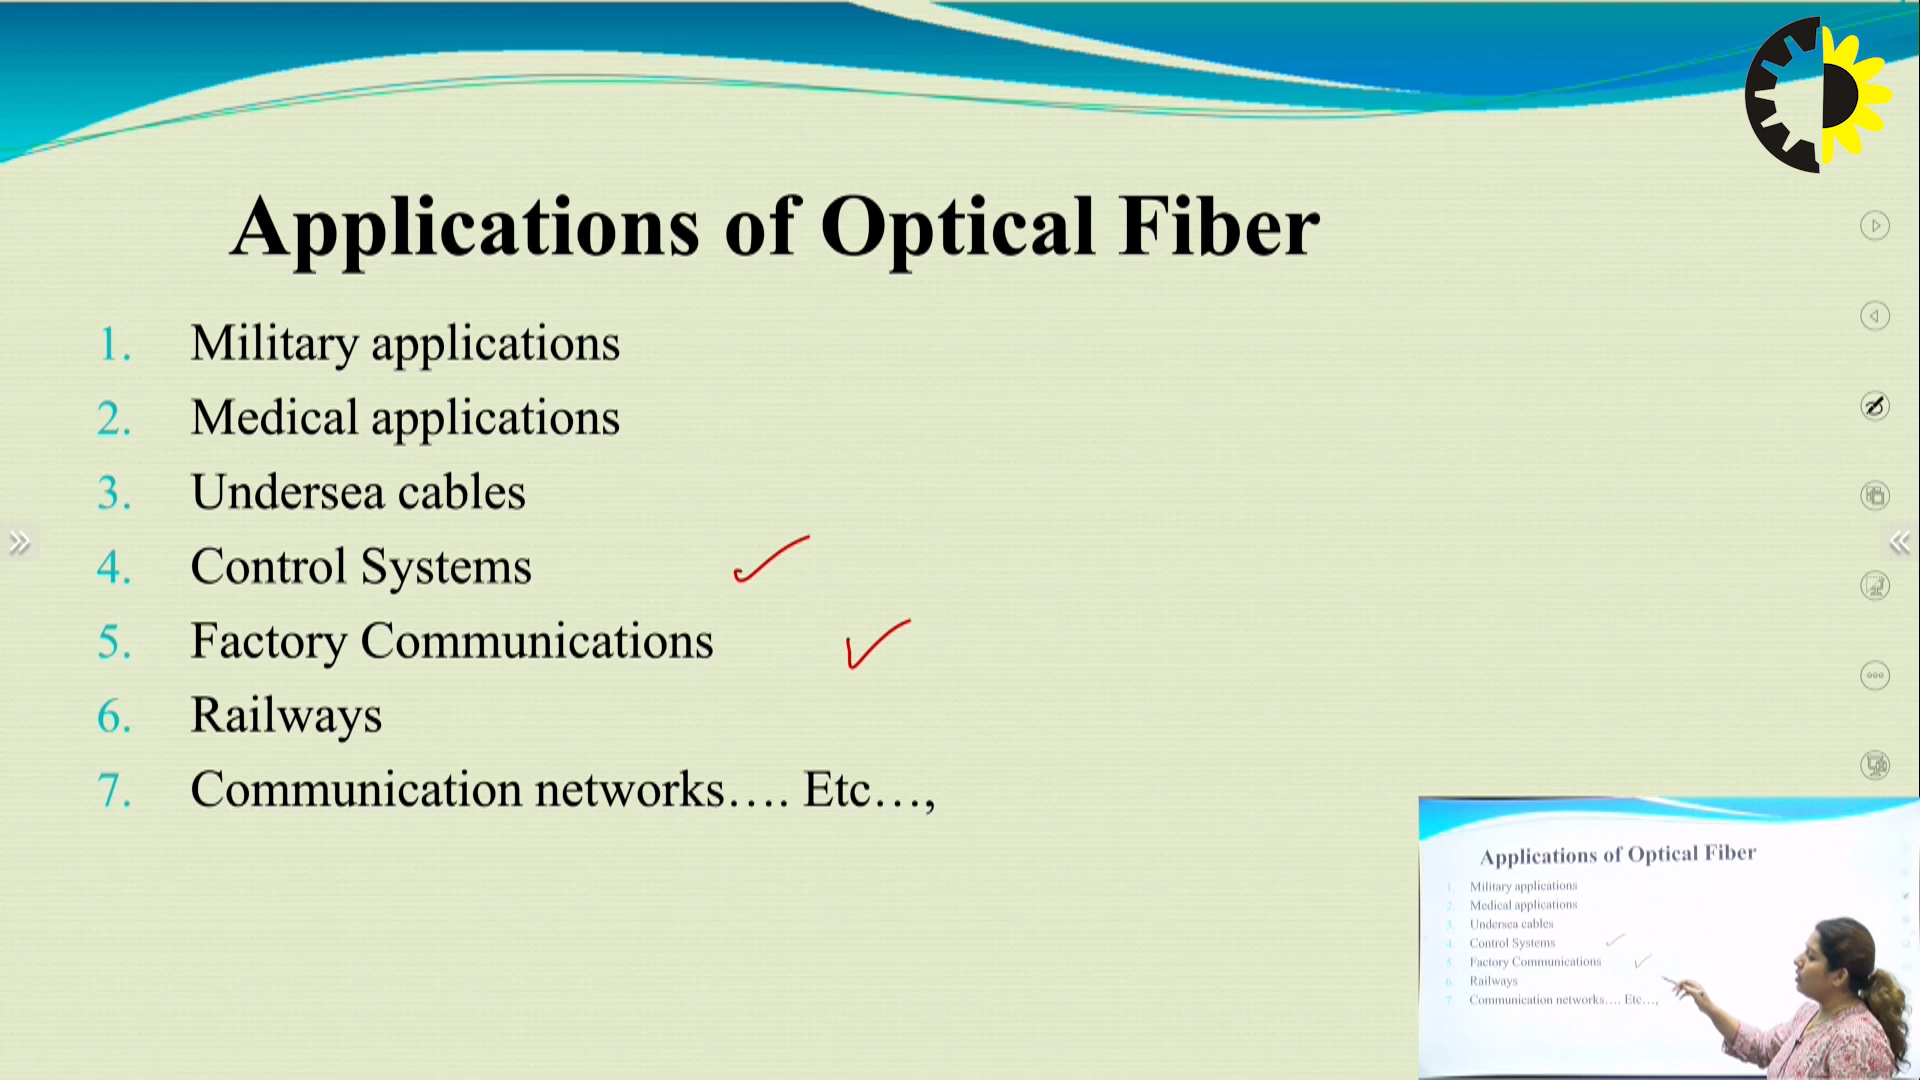 Applications of Optical Fiber
1. Military applications
2. Medical applications
3. Undersea cables
4. Control Systems
5. Factory Communications
6. Railways
7. Communication networks…. Etc…,
Applications of Optical Fiber
1. Military applications
2. Medical applications
3. Undersea cables
4. Control Systems
5. Factory Communications
6. Railways
7. Communication networks…. Etc…,